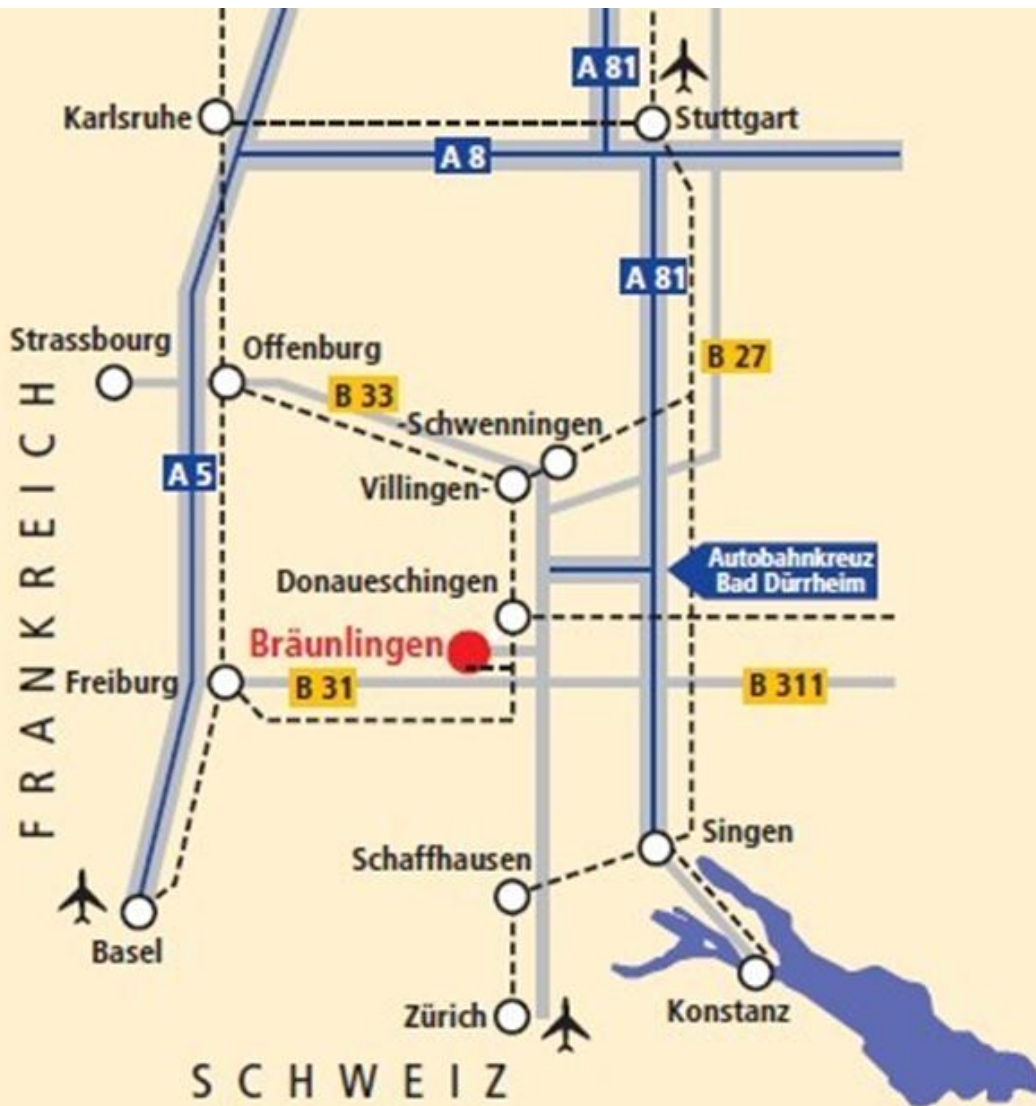 A 81
Karlsruhe
Stuttgart
A 8
A 81
Strassbourg
Offenburg
B 27
B 33
-Schwenningen
A 5
Villingen-
FRANKREICH
Autobahnkreuz
Bad Dürrheim
Donaueschingen
Bräunlingen
Freiburg
B 31
B 311
Singen
Schaffhausen
Basel
Zürich
Konstanz
SCHWEIZ